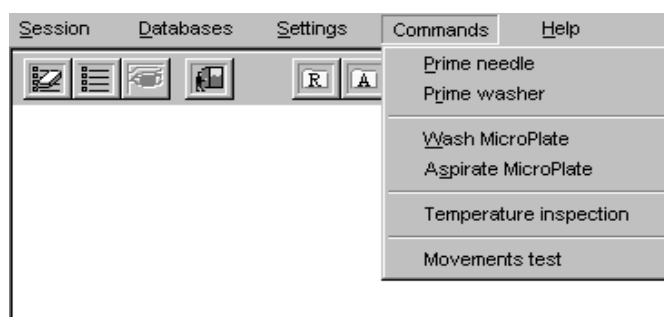 Session Databases Settings Commands Help
R A
Prime needle
Prime washer
Wash MicroPlate
Aspirate MicroPlate
Temperature inspection
Movements test